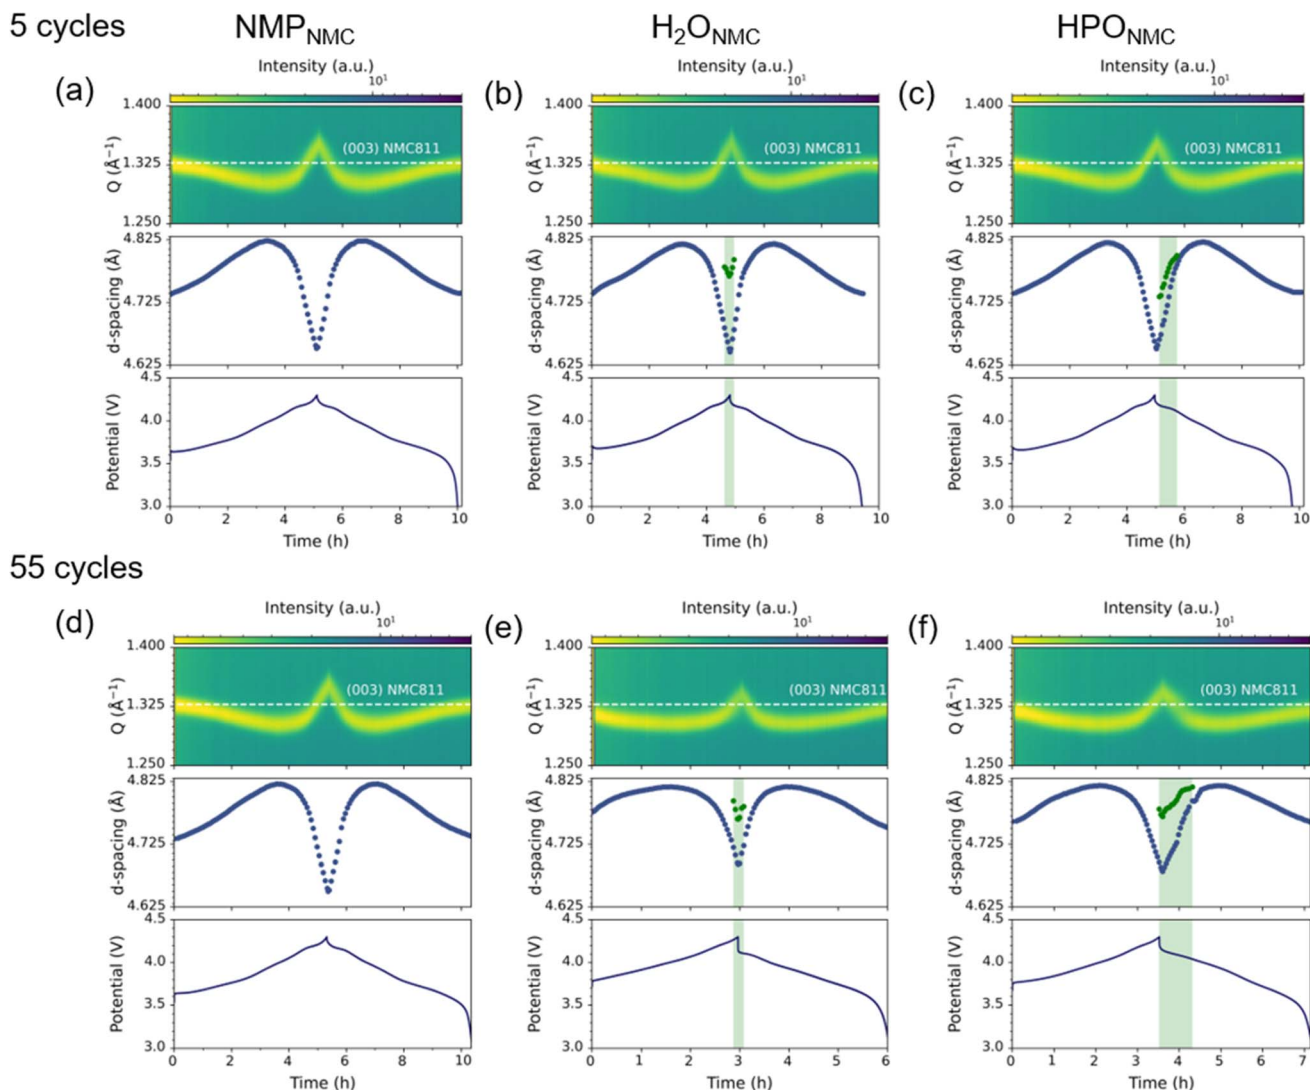 5 cycles
NMP_NMC
H₂O_NMC
HPO_NMC
(a)
Intensity (a.u.)
10¹
1.400
1.325
1.250
Q (Å⁻¹)
(003) NMC811
4.825
4.725
4.625
d-spacing (Å)
4.5
4.0
3.5
3.0
Potential (V)
0 2 4 6 8 10
Time (h)
(b)
Intensity (a.u.)
10¹
1.400
1.325
1.250
Q (Å⁻¹)
(003) NMC811
4.825
4.725
4.625
d-spacing (Å)
4.5
4.0
3.5
3.0
Potential (V)
0 2 4 6 8 10
Time (h)
(c)
Intensity (a.u.)
10¹
1.400
1.325
1.250
Q (Å⁻¹)
(003) NMC811
4.825
4.725
4.625
d-spacing (Å)
4.5
4.0
3.5
3.0
Potential (V)
0 2 4 6 8 10
Time (h)
55 cycles
(d)
Intensity (a.u.)
10¹
1.400
1.325
1.250
Q (Å⁻¹)
(003) NMC811
4.825
4.725
4.625
d-spacing (Å)
4.5
4.0
3.5
3.0
Potential (V)
0 2 4 6 8 10
Time (h)
(e)
Intensity (a.u.)
10¹
1.400
1.325
1.250
Q (Å⁻¹)
(003) NMC811
4.825
4.725
4.625
d-spacing (Å)
4.5
4.0
3.5
3.0
Potential (V)
0 1 2 3 4 5 6
Time (h)
(f)
Intensity (a.u.)
10¹
1.400
1.325
1.250
Q (Å⁻¹)
(003) NMC811
4.825
4.725
4.625
d-spacing (Å)
4.5
4.0
3.5
3.0
Potential (V)
0 1 2 3 4 5 6 7
Time (h)